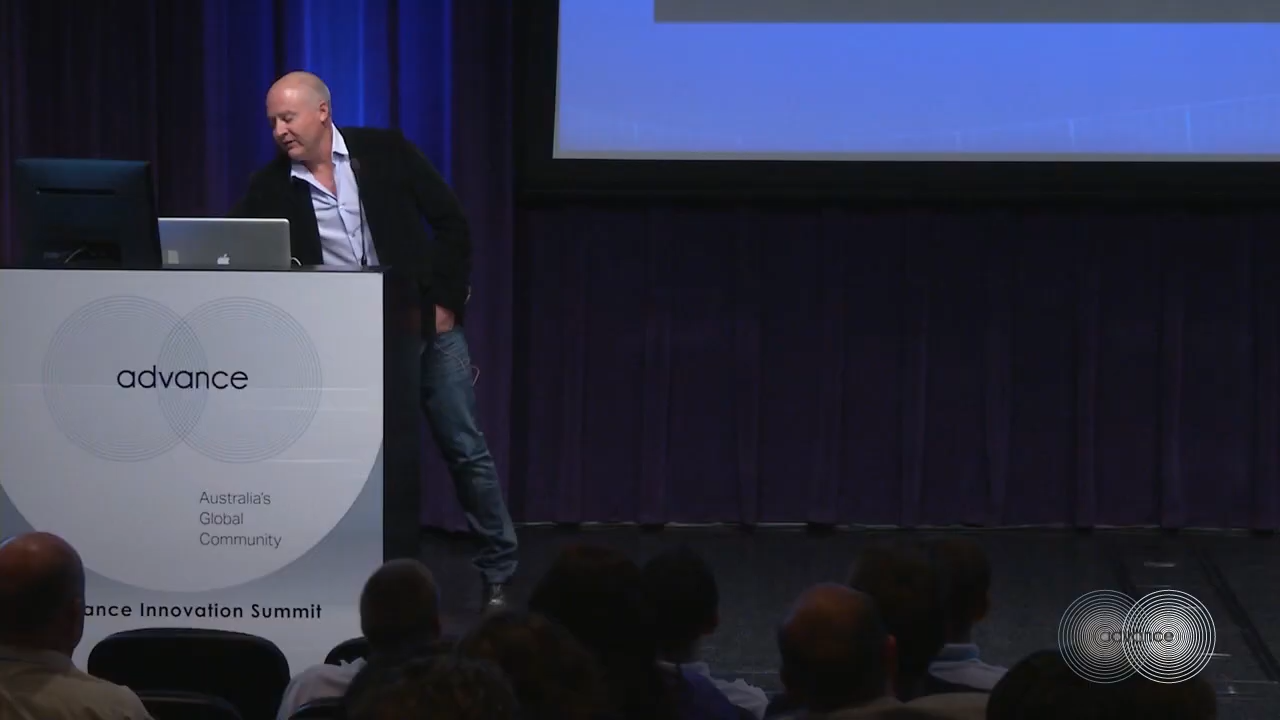 advance
Australia's
Global
Community
ance Innovation Summit
advance